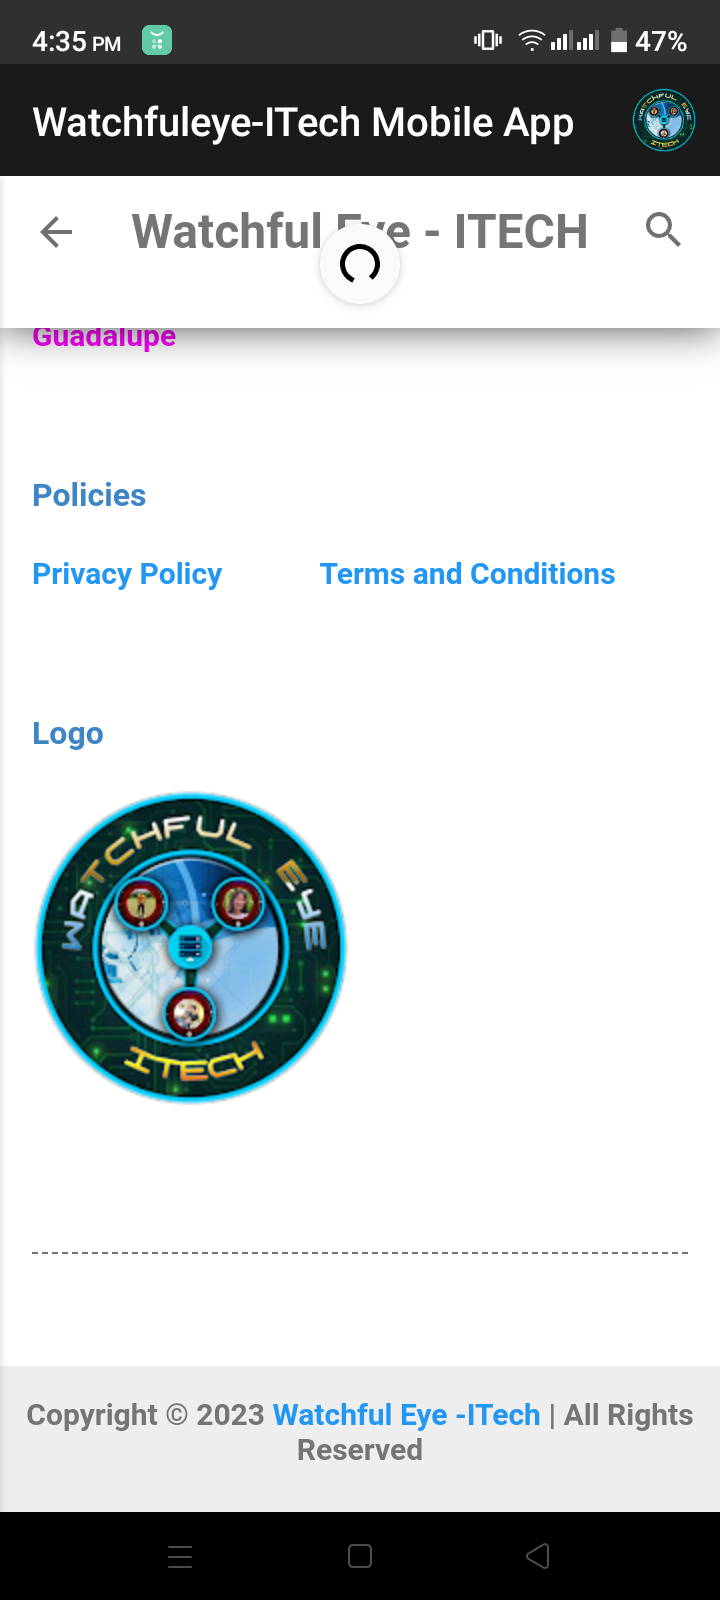 4:35 PM
47%
Watchfuleye-ITech Mobile App
Watchful Eye - ITECH
Guadalupe
Policies
Privacy Policy
Terms and Conditions
Logo
WATCHFUL EYE
ITECH
Copyright © 2023 Watchful Eye -ITech | All Rights
Reserved